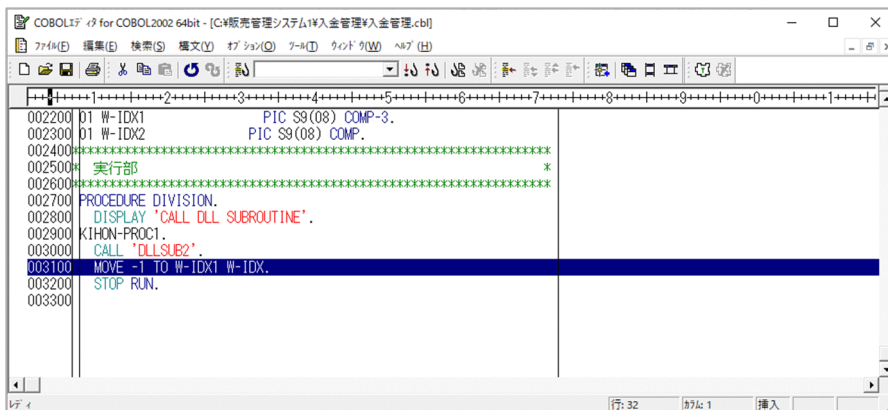 COBOLｴﾃﾞｨﾀ for COBOL2002 64bit - [C:¥販売管理システム1¥入金管理¥入金管理.cbl]
ﾌｧｲﾙ(F) 編集(E) 検索(S) 構文(Y) ｵﾌﾟｼｮﾝ(O) ﾂｰﾙ(T) ｳｨﾝﾄﾞｳ(W) ﾍﾙﾌﾟ(H)
002200 01 W-IDX1 PIC S9(08) COMP-3.
002300 01 W-IDX2 PIC S9(08) COMP.
002400****************************************************************
002500* 実行部 *
002600****************************************************************
002700 PROCEDURE DIVISION.
002800 DISPLAY 'CALL DLL SUBROUTINE'.
002900 KIHON-PROC1.
003000 CALL 'DLLSUB2'.
003100 MOVE -1 TO W-IDX1 W-IDX.
003200 STOP RUN.
003300
ﾚﾃﾞｨ 行: 32 ｶﾗﾑ: 1 挿入